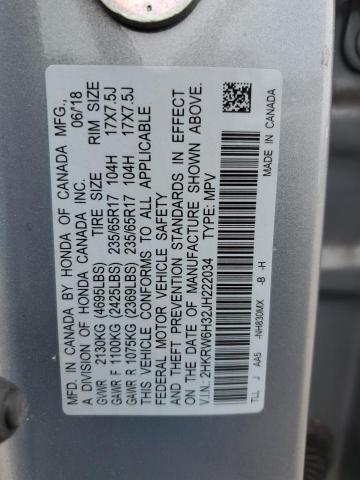 MFD. IN CANADA BY HONDA OF CANADA MFG.,
A DIVISION OF HONDA CANADA INC. 06/18
TIRE SIZE RIM SIZE
GVWR 2130KG (4695LBS)
GAWR F 1100KG (2425LBS) 235/65R17 104H 17X7.5J
GAWR R 1075KG (2369LBS) 235/65R17 104H 17X7.5J
THIS VEHICLE CONFORMS TO ALL APPLICABLE
FEDERAL MOTOR VEHICLE SAFETY
AND THEFT PREVENTION STANDARDS IN EFFECT
ON THE DATE OF MANUFACTURE SHOWN ABOVE.
V.I.N.: 2HKRW6H32JH222034 TYPE: MPV
TLL J AA5 -NH830MX -B -H
MADE IN CANADA